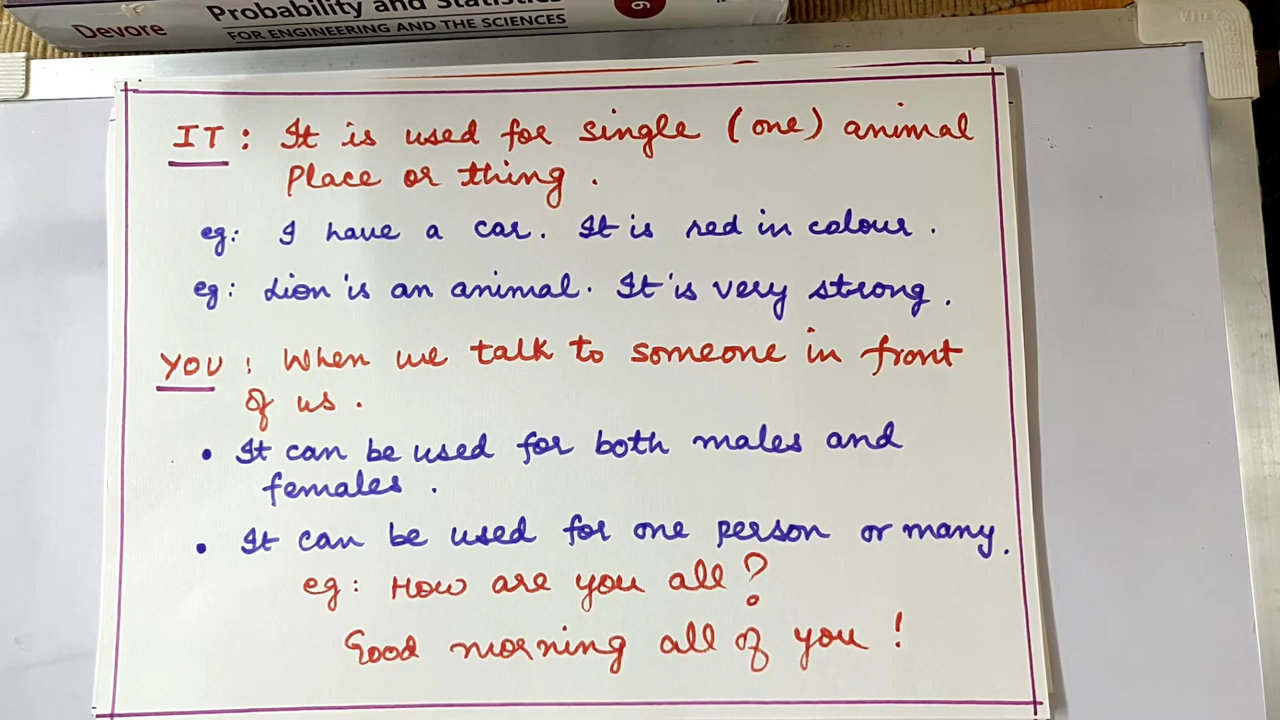 Probability and Statistics
Devore
FOR ENGINEERING AND THE SCIENCES
9
IT : It is used for single (one) animal
Place or thing .
eg: I have a car. It is red in colour .
eg: Lion is an animal. It is very strong .
YOU : When we talk to someone in front
of us .
• It can be used for both males and
females .
• It can be used for one person or many.
eg: How are you all ?
Good morning all of you !